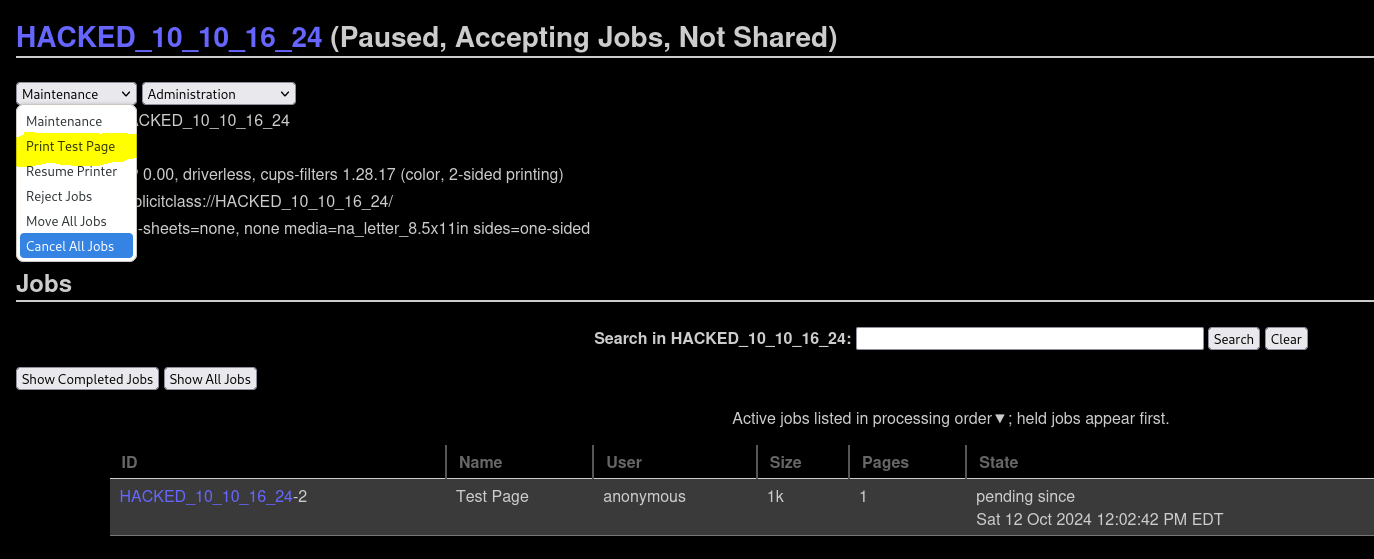 HACKED_10_10_16_24 (Paused, Accepting Jobs, Not Shared)
Maintenance Administration
Maintenance
ACKED_10_10_16_24
Print Test Page
Resume Printer
0.00, driverless, cups-filters 1.28.17 (color, 2-sided printing)
Reject Jobs
plicitclass://HACKED_10_10_16_24/
Move All Jobs
-sheets=none, none media=na_letter_8.5x11in sides=one-sided
Cancel All Jobs
Jobs
Search in HACKED_10_10_16_24: Search Clear
Show Completed Jobs Show All Jobs
Active jobs listed in processing order▼; held jobs appear first.
ID Name User Size Pages State
HACKED_10_10_16_24-2 Test Page anonymous 1k 1 pending since
Sat 12 Oct 2024 12:02:42 PM EDT